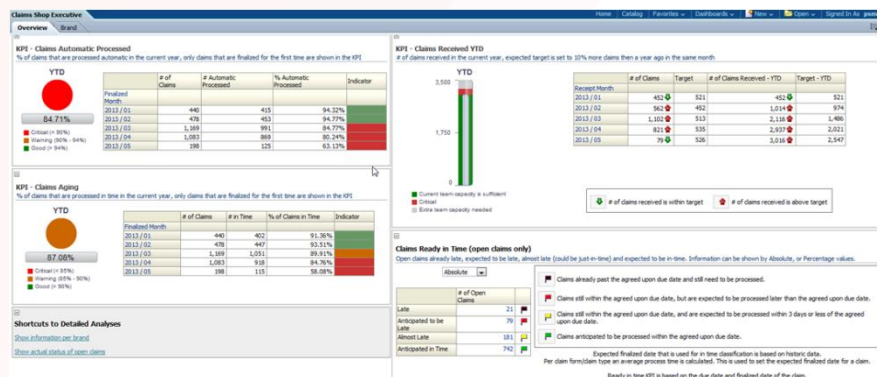 Claims Shop Executive
Home Catalog Favorites Dashboards New Open Signed In As
Overview Brand
KPI - Claims Automatic Processed
% of claims that are processed automatic in the current year, only claims that are finalized for the first time are shown in the KPI
YTD
84.71%
Critical (< 90%)
Warning (90% - 94%)
Good (> 94%)
# of Claims # Automatic Processed % Automatic Processed Indicator
Finalized Month
2013 / 01 440 415 94.32%
2013 / 02 478 453 94.77%
2013 / 03 1,169 991 84.77%
2013 / 04 1,083 869 80.24%
2013 / 05 198 125 63.13%
KPI - Claims Aging
% of claims that are processed in time in the current year, only claims that are finalized for the first time are shown in the KPI
YTD
87.08%
Critical (< 85%)
Warning (85% - 90%)
Good (> 90%)
# of Claims # in Time % of Claims in Time Indicator
Finalized Month
2013 / 01 440 402 91.36%
2013 / 02 478 447 93.51%
2013 / 03 1,169 1,051 89.91%
2013 / 04 1,083 918 84.76%
2013 / 05 198 115 58.08%
Shortcuts to Detailed Analyses
Show information per brand
Show actual status of open claims
KPI - Claims Received YTD
# of claims received in the current year, expected target is set to 10% more claims then a year ago in the same month
YTD
3,500
1,750
0
Current team capacity is sufficient
Critical
Extra team capacity needed
# of Claims Target # of Claims Received - YTD Target - YTD
Receipt Month
2013 / 01 452 521 452 521
2013 / 02 562 452 1,014 974
2013 / 03 1,102 513 2,116 1,486
2013 / 04 821 535 2,937 2,021
2013 / 05 79 526 3,016 2,547
# of claims received is within target # of claims received is above target
Claims Ready in Time (open claims only)
Open claims already late, expected to be late, almost late (could be just-in-time) and expected to be in-time. Information can be shown by Absolute, or Percentage values.
Absolute
# of Open Claims
Late 21
Anticipated to be Late 79
Almost Late 181
Anticipated in Time 742
Claims already past the agreed upon due date and still need to be processed.
Claims still within the agreed upon due date, but are expected to be processed later than the agreed upon due date.
Claims still within the agreed upon due date, and are expected to be processed within 3 days or less of the agreed
upon due date.
Claims anticipated to be processed within the agreed upon due date.
Expected finalized date that is used for in time classification is based on historic data.
Per claim form/claim type an average process time is calculated. This is used to set the expected finalized date for a claim.
Ready in time KPI is based on the due date and finalized date of the claim.